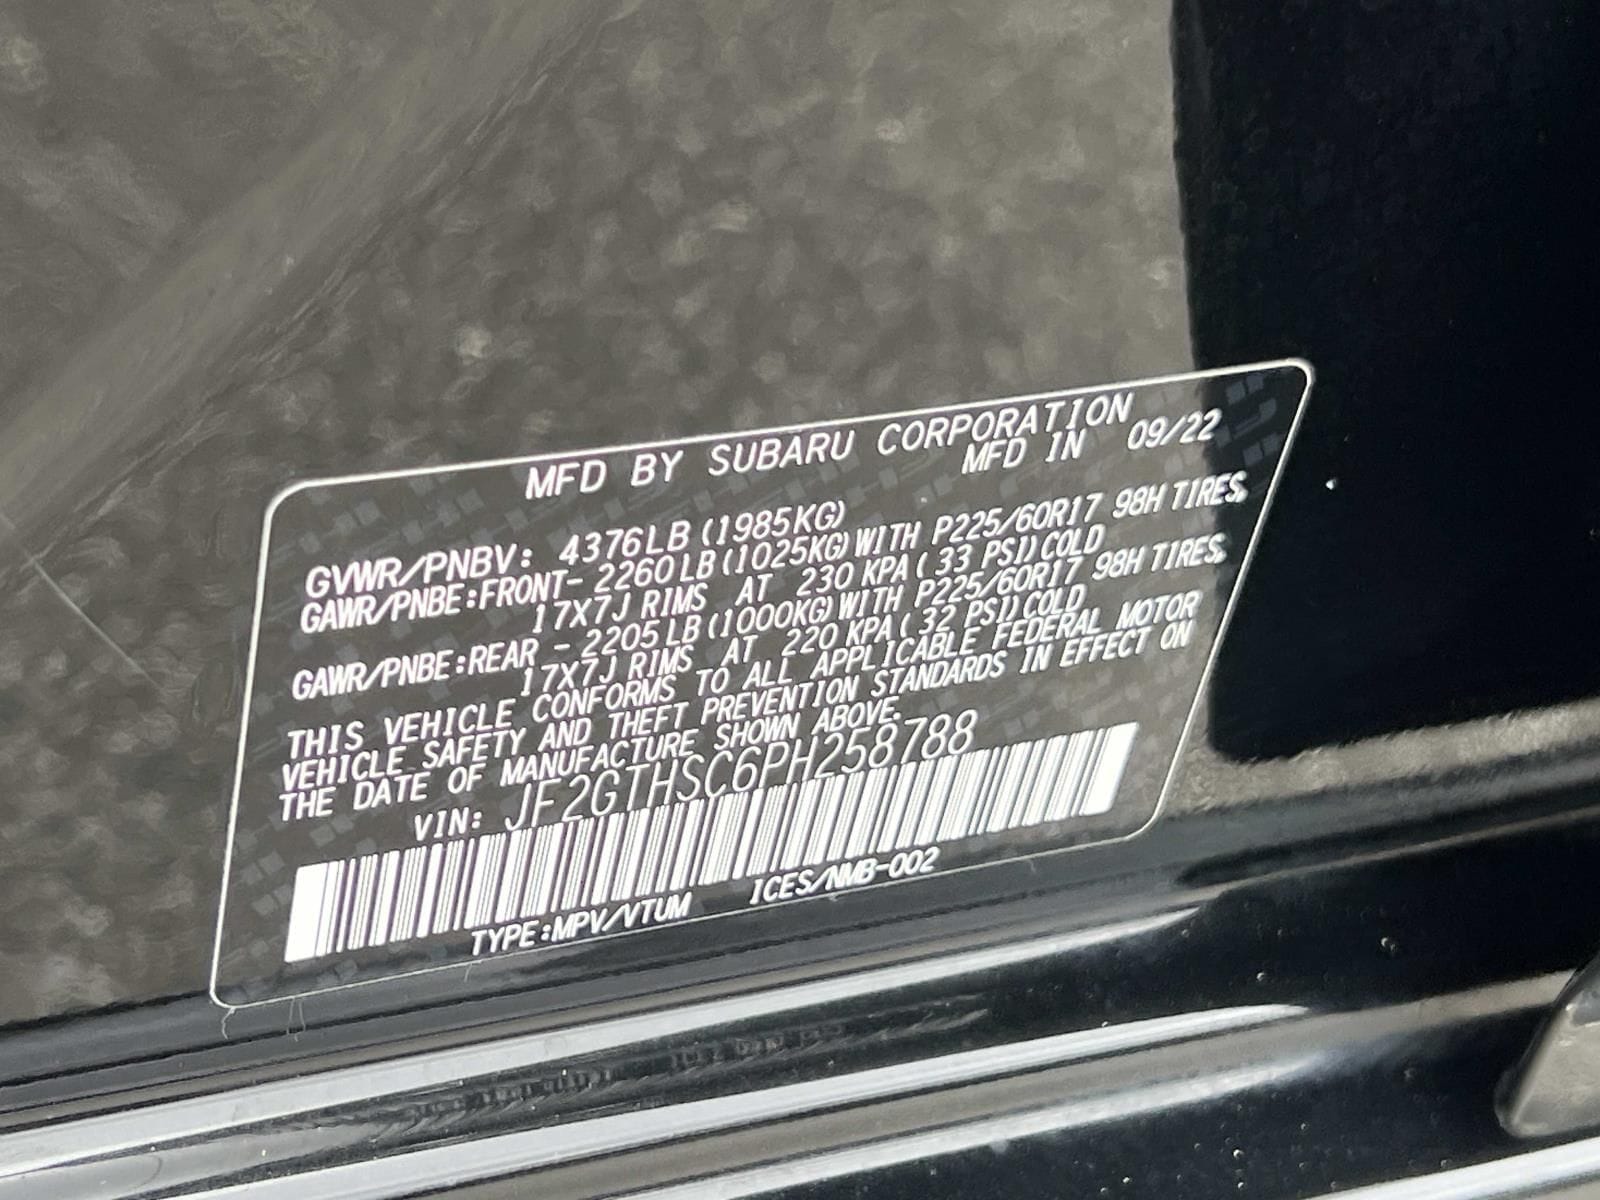 MFD BY SUBARU CORPORATION
MFD IN 09/22
GVWR/PNBV: 4376LB (1985KG)
GAWR/PNBE:FRONT- 2260LB (1025KG) WITH P225/60R17 98H TIRES,
17X7J RIMS AT 230 KPA ( 33 PSI) COLD
GAWR/PNBE:REAR - 2205LB (1000KG) WITH P225/60R17 98H TIRES,
17X7J RIMS AT 220 KPA ( 32 PSI) COLD
THIS VEHICLE CONFORMS TO ALL APPLICABLE FEDERAL MOTOR
VEHICLE SAFETY AND THEFT PREVENTION STANDARDS IN EFFECT ON
THE DATE OF MANUFACTURE SHOWN ABOVE.
VIN: JF2GTHSC6PH258788
TYPE:MPV/VTUM ICES/NMB-002